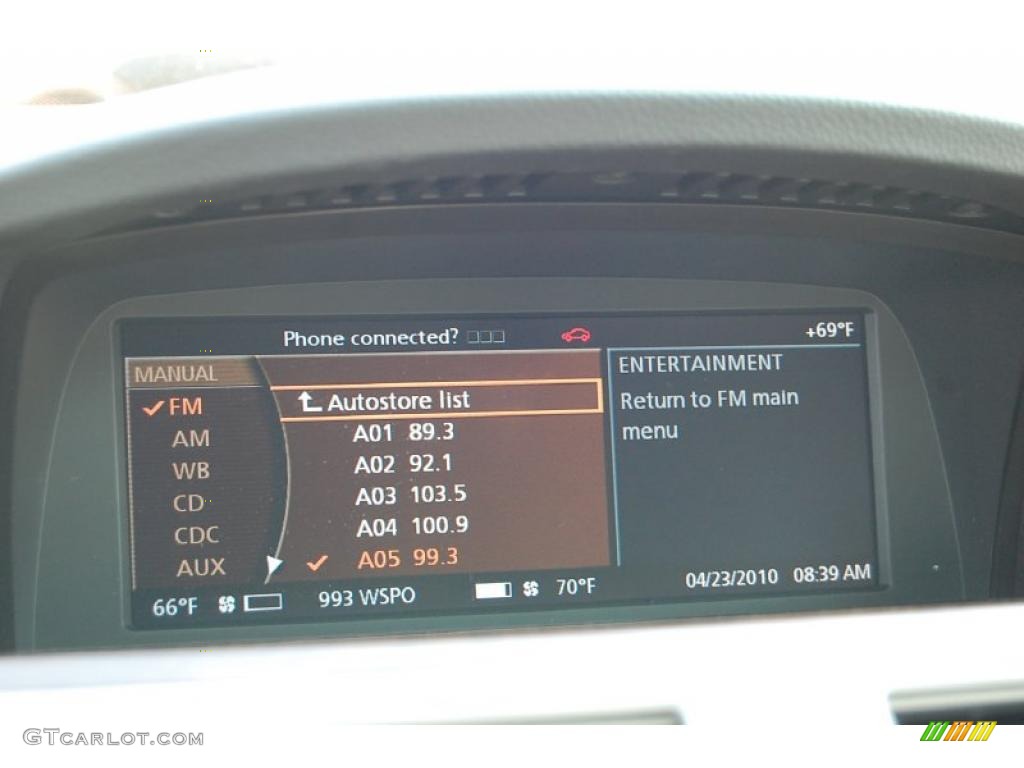 Phone connected?
+69°F
MANUAL
FM
AM
WB
CD
CDC
AUX
Autostore list
A01 89.3
A02 92.1
A03 103.5
A04 100.9
A05 99.3
ENTERTAINMENT
Return to FM main
menu
66°F
993 WSPO
70°F
04/23/2010 08:39 AM
GTCARLOT.COM